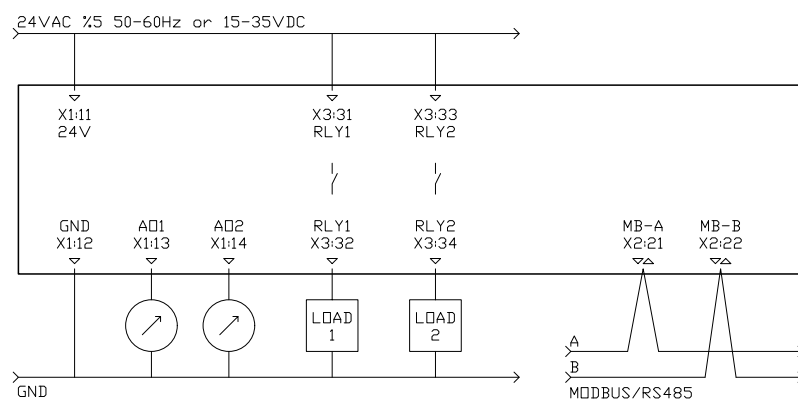 24VAC %5 50-60Hz or 15-35VDC
X1:11 X3:31 X3:33
24V RLY1 RLY2
GND AO1 AO2 RLY1 RLY2 MB-A MB-B
X1:12 X1:13 X1:14 X3:32 X3:34 X2:21 X2:22
LOAD LOAD
1 2
A
B
GND MODBUS/RS485